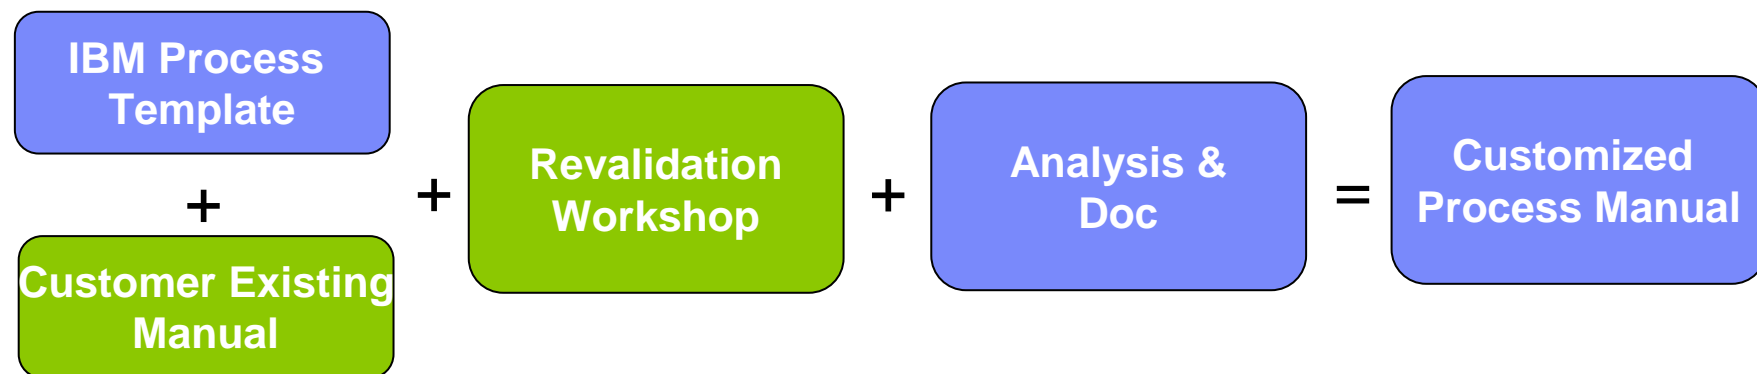 IBM Process
Template
+
Customer Existing
Manual
+
Revalidation
Workshop
+
Analysis &
Doc
=
Customized
Process Manual